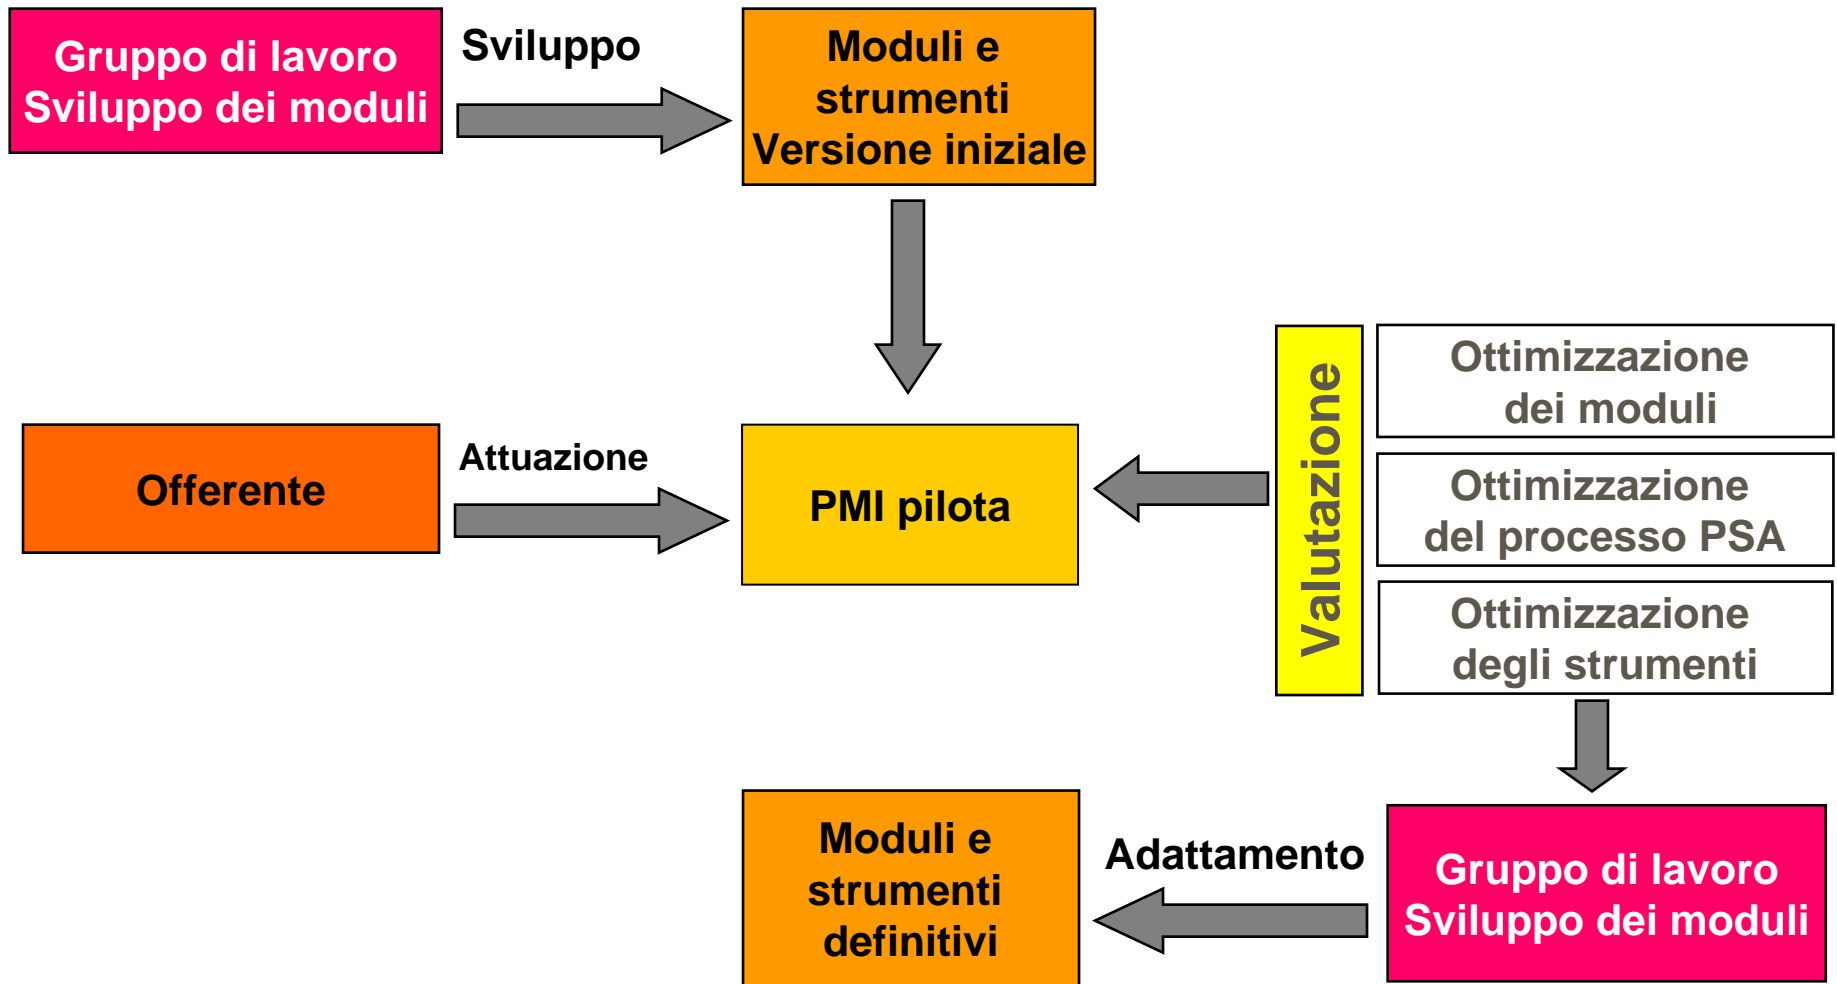 Gruppo di lavoro
Sviluppo dei moduli
Sviluppo
Moduli e
strumenti
Versione iniziale
Offerente
Attuazione
PMI pilota
Valutazione
Ottimizzazione
dei moduli
Ottimizzazione
del processo PSA
Ottimizzazione
degli strumenti
Moduli e
strumenti
definitivi
Adattamento
Gruppo di lavoro
Sviluppo dei moduli